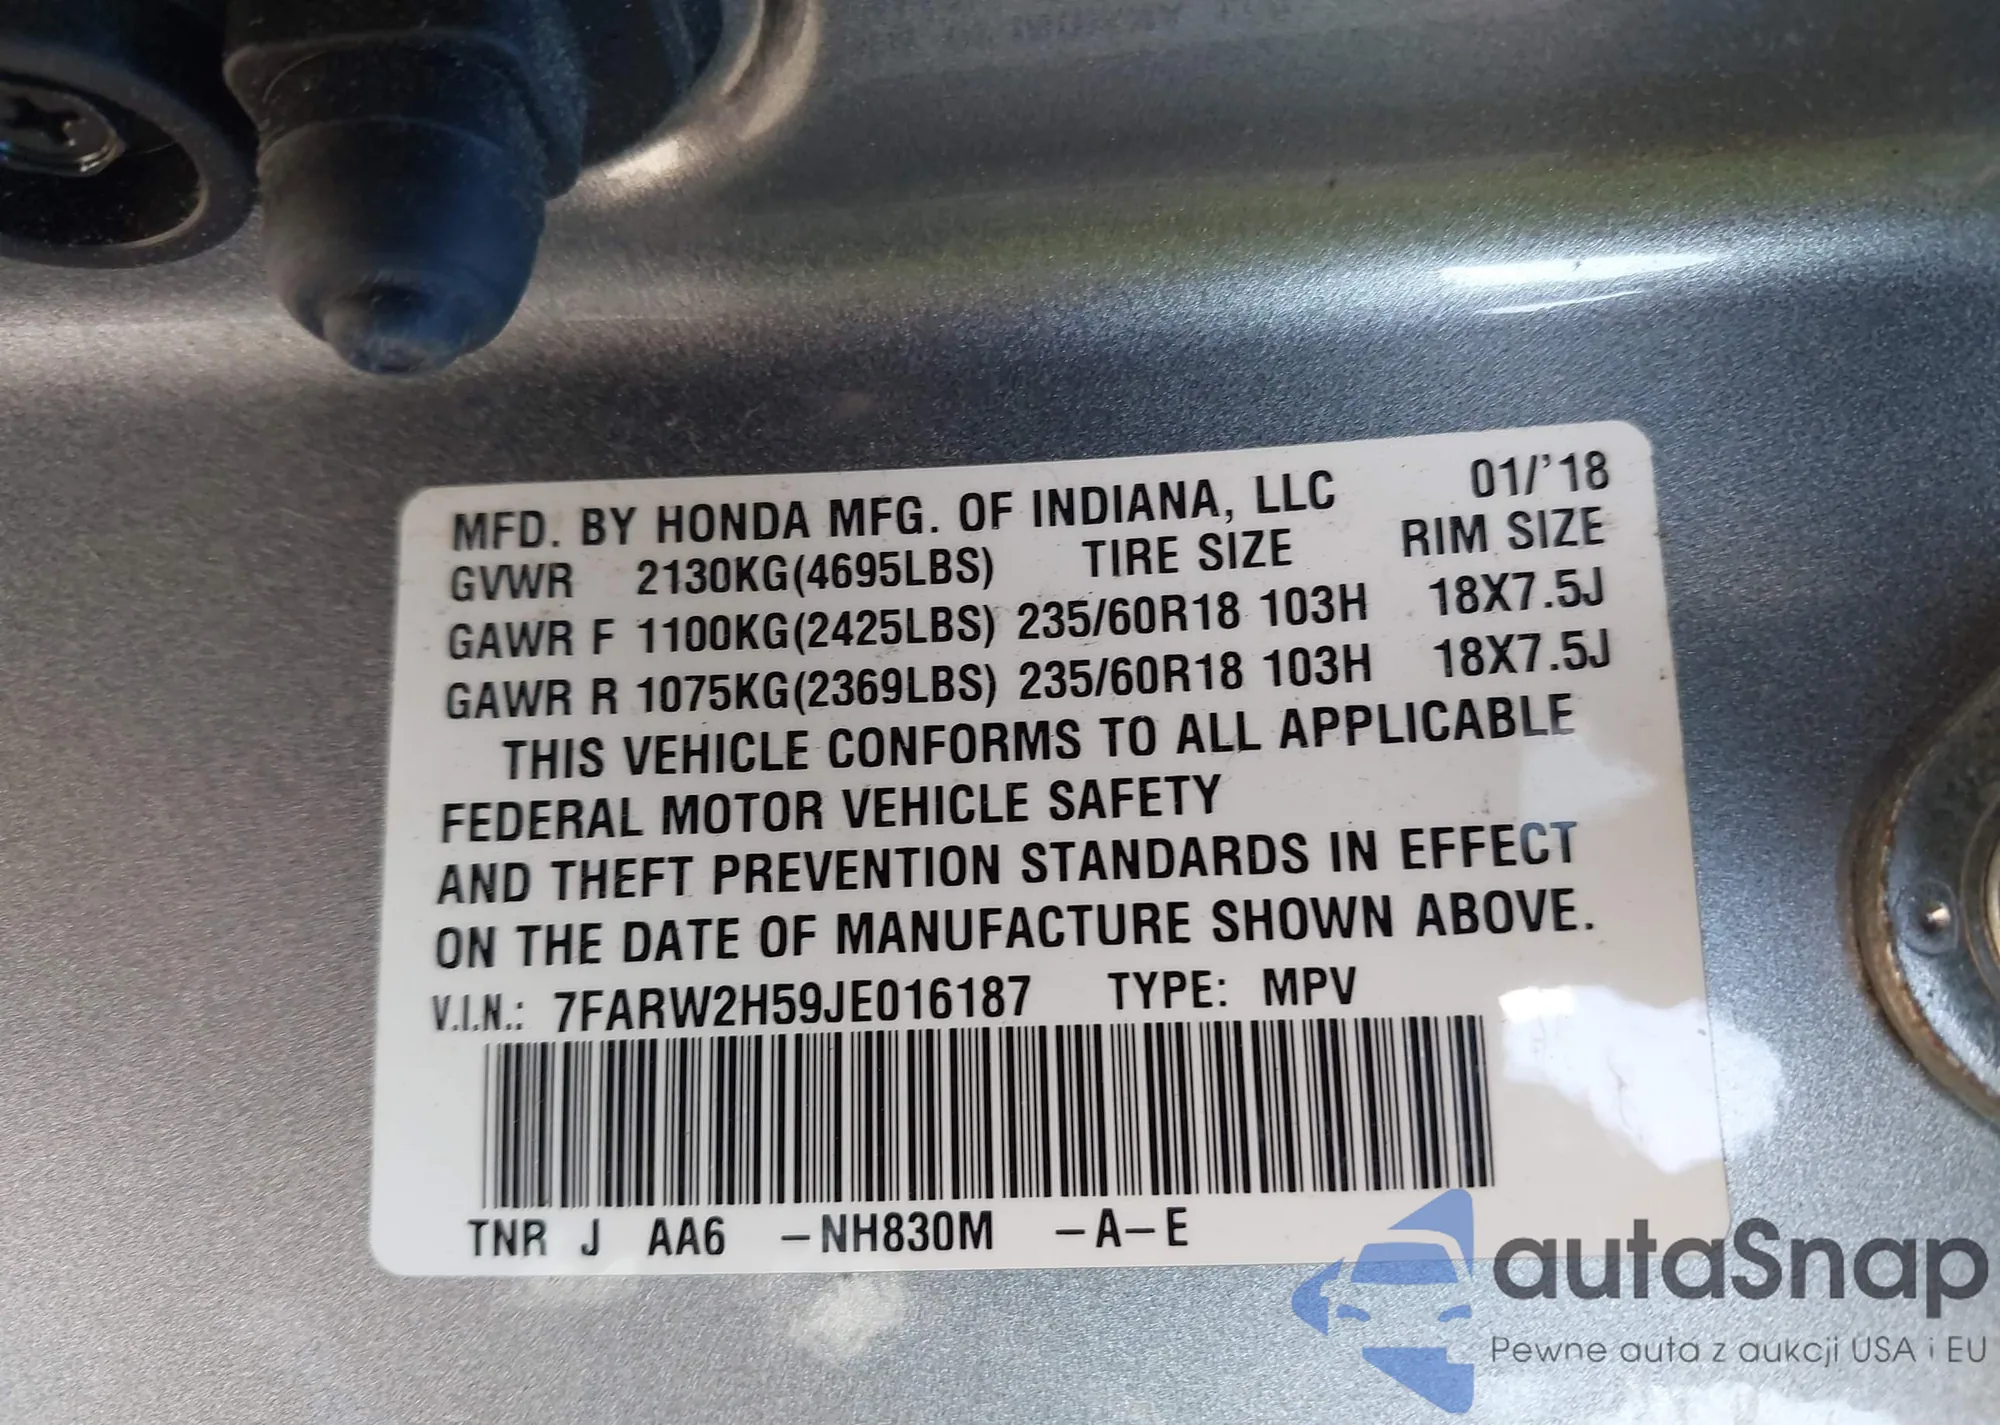 MFD. BY HONDA MFG. OF INDIANA, LLC 01/'18
GVWR 2130KG(4695LBS) TIRE SIZE RIM SIZE
GAWR F 1100KG(2425LBS) 235/60R18 103H 18X7.5J
GAWR R 1075KG(2369LBS) 235/60R18 103H 18X7.5J
THIS VEHICLE CONFORMS TO ALL APPLICABLE
FEDERAL MOTOR VEHICLE SAFETY
AND THEFT PREVENTION STANDARDS IN EFFECT
ON THE DATE OF MANUFACTURE SHOWN ABOVE.
V.I.N.: 7FARW2H59JE016187 TYPE: MPV
TNR J AA6 -NH830M -A-E
autaSnap
Pewne auta z aukcji USA i EU